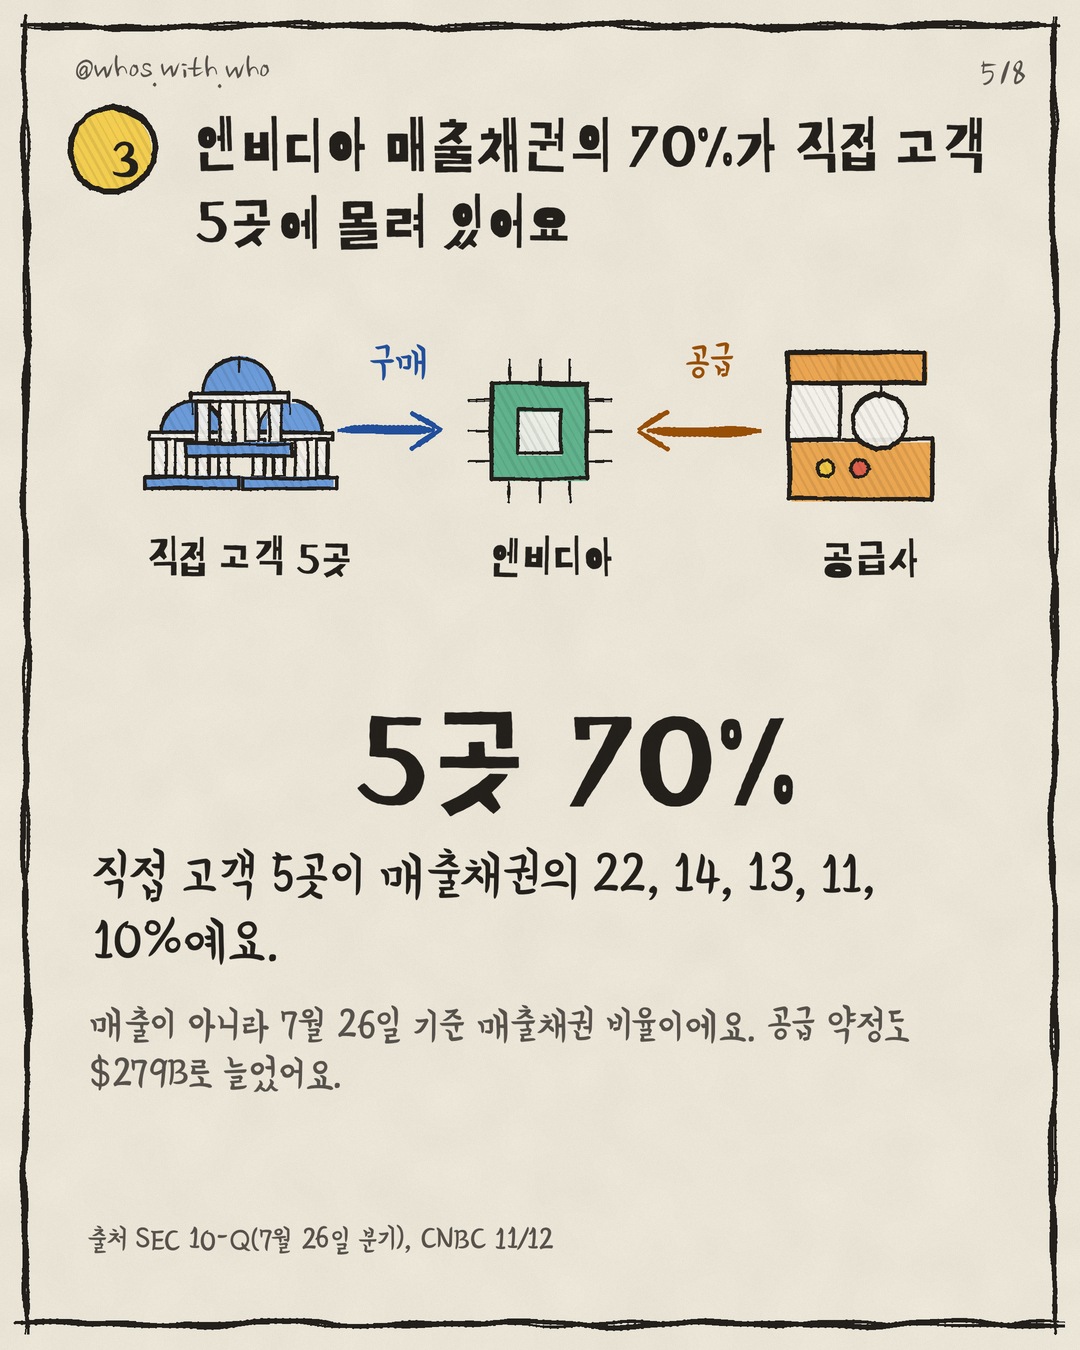 @whos.with.who
5/8
3
엔비디아 매출채권의 70%가 직접 고객
5곳에 몰려 있어요
구매
공급
직접 고객 5곳
엔비디아
공급사
5곳 70%
직접 고객 5곳이 매출채권의 22, 14, 13, 11,
10%예요.
매출이 아니라 7월 26일 기준 매출채권 비율이에요. 공급 약정도
$279B로 늘었어요.
출처 SEC 10-Q(7월 26일 분기), CNBC 11/12